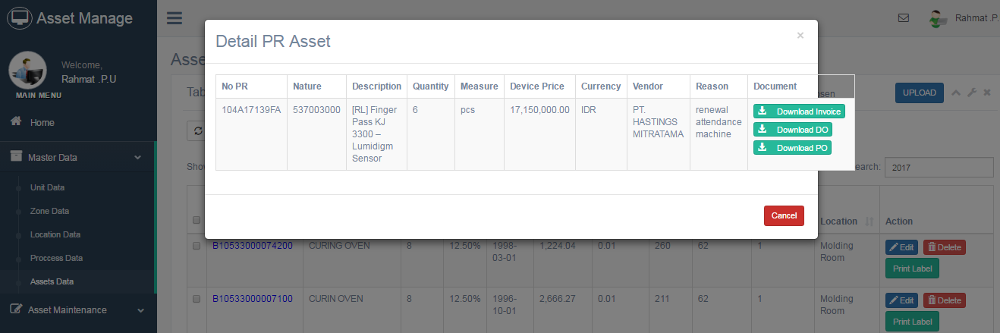 Asset Manage
Rahmat .P.
Welcome,
Rahmat .P.U
MAIN MENU
Home
Master Data
Unit Data
Zone Data
Location Data
Proccess Data
Assets Data
Asset Maintenance
Detail PR Asset
×
No PR Nature Description Quantity Measure Device Price Currency Vendor Reason Document
104A17139FA 537003000 [RL] Finger 6 pcs 17,150,000.00 IDR PT. renewal Download Invoice
Pass KJ HASTINGS attendance
3300 – MITRATAMA machine Download DO
Lumidigm
Sensor Download PO
Cancel
UPLOAD
2017
Location Action
B10533000074200 CURING OVEN 8 12.50% 1998- 1,224.04 0.01 260 62 1 Molding Edit Delete
03-01 Room
Print Label
B10533000007100 CURIN OVEN 8 12.50% 1996- 2,666.27 0.01 211 62 1 Molding Edit Delete
10-01 Room
Print Label